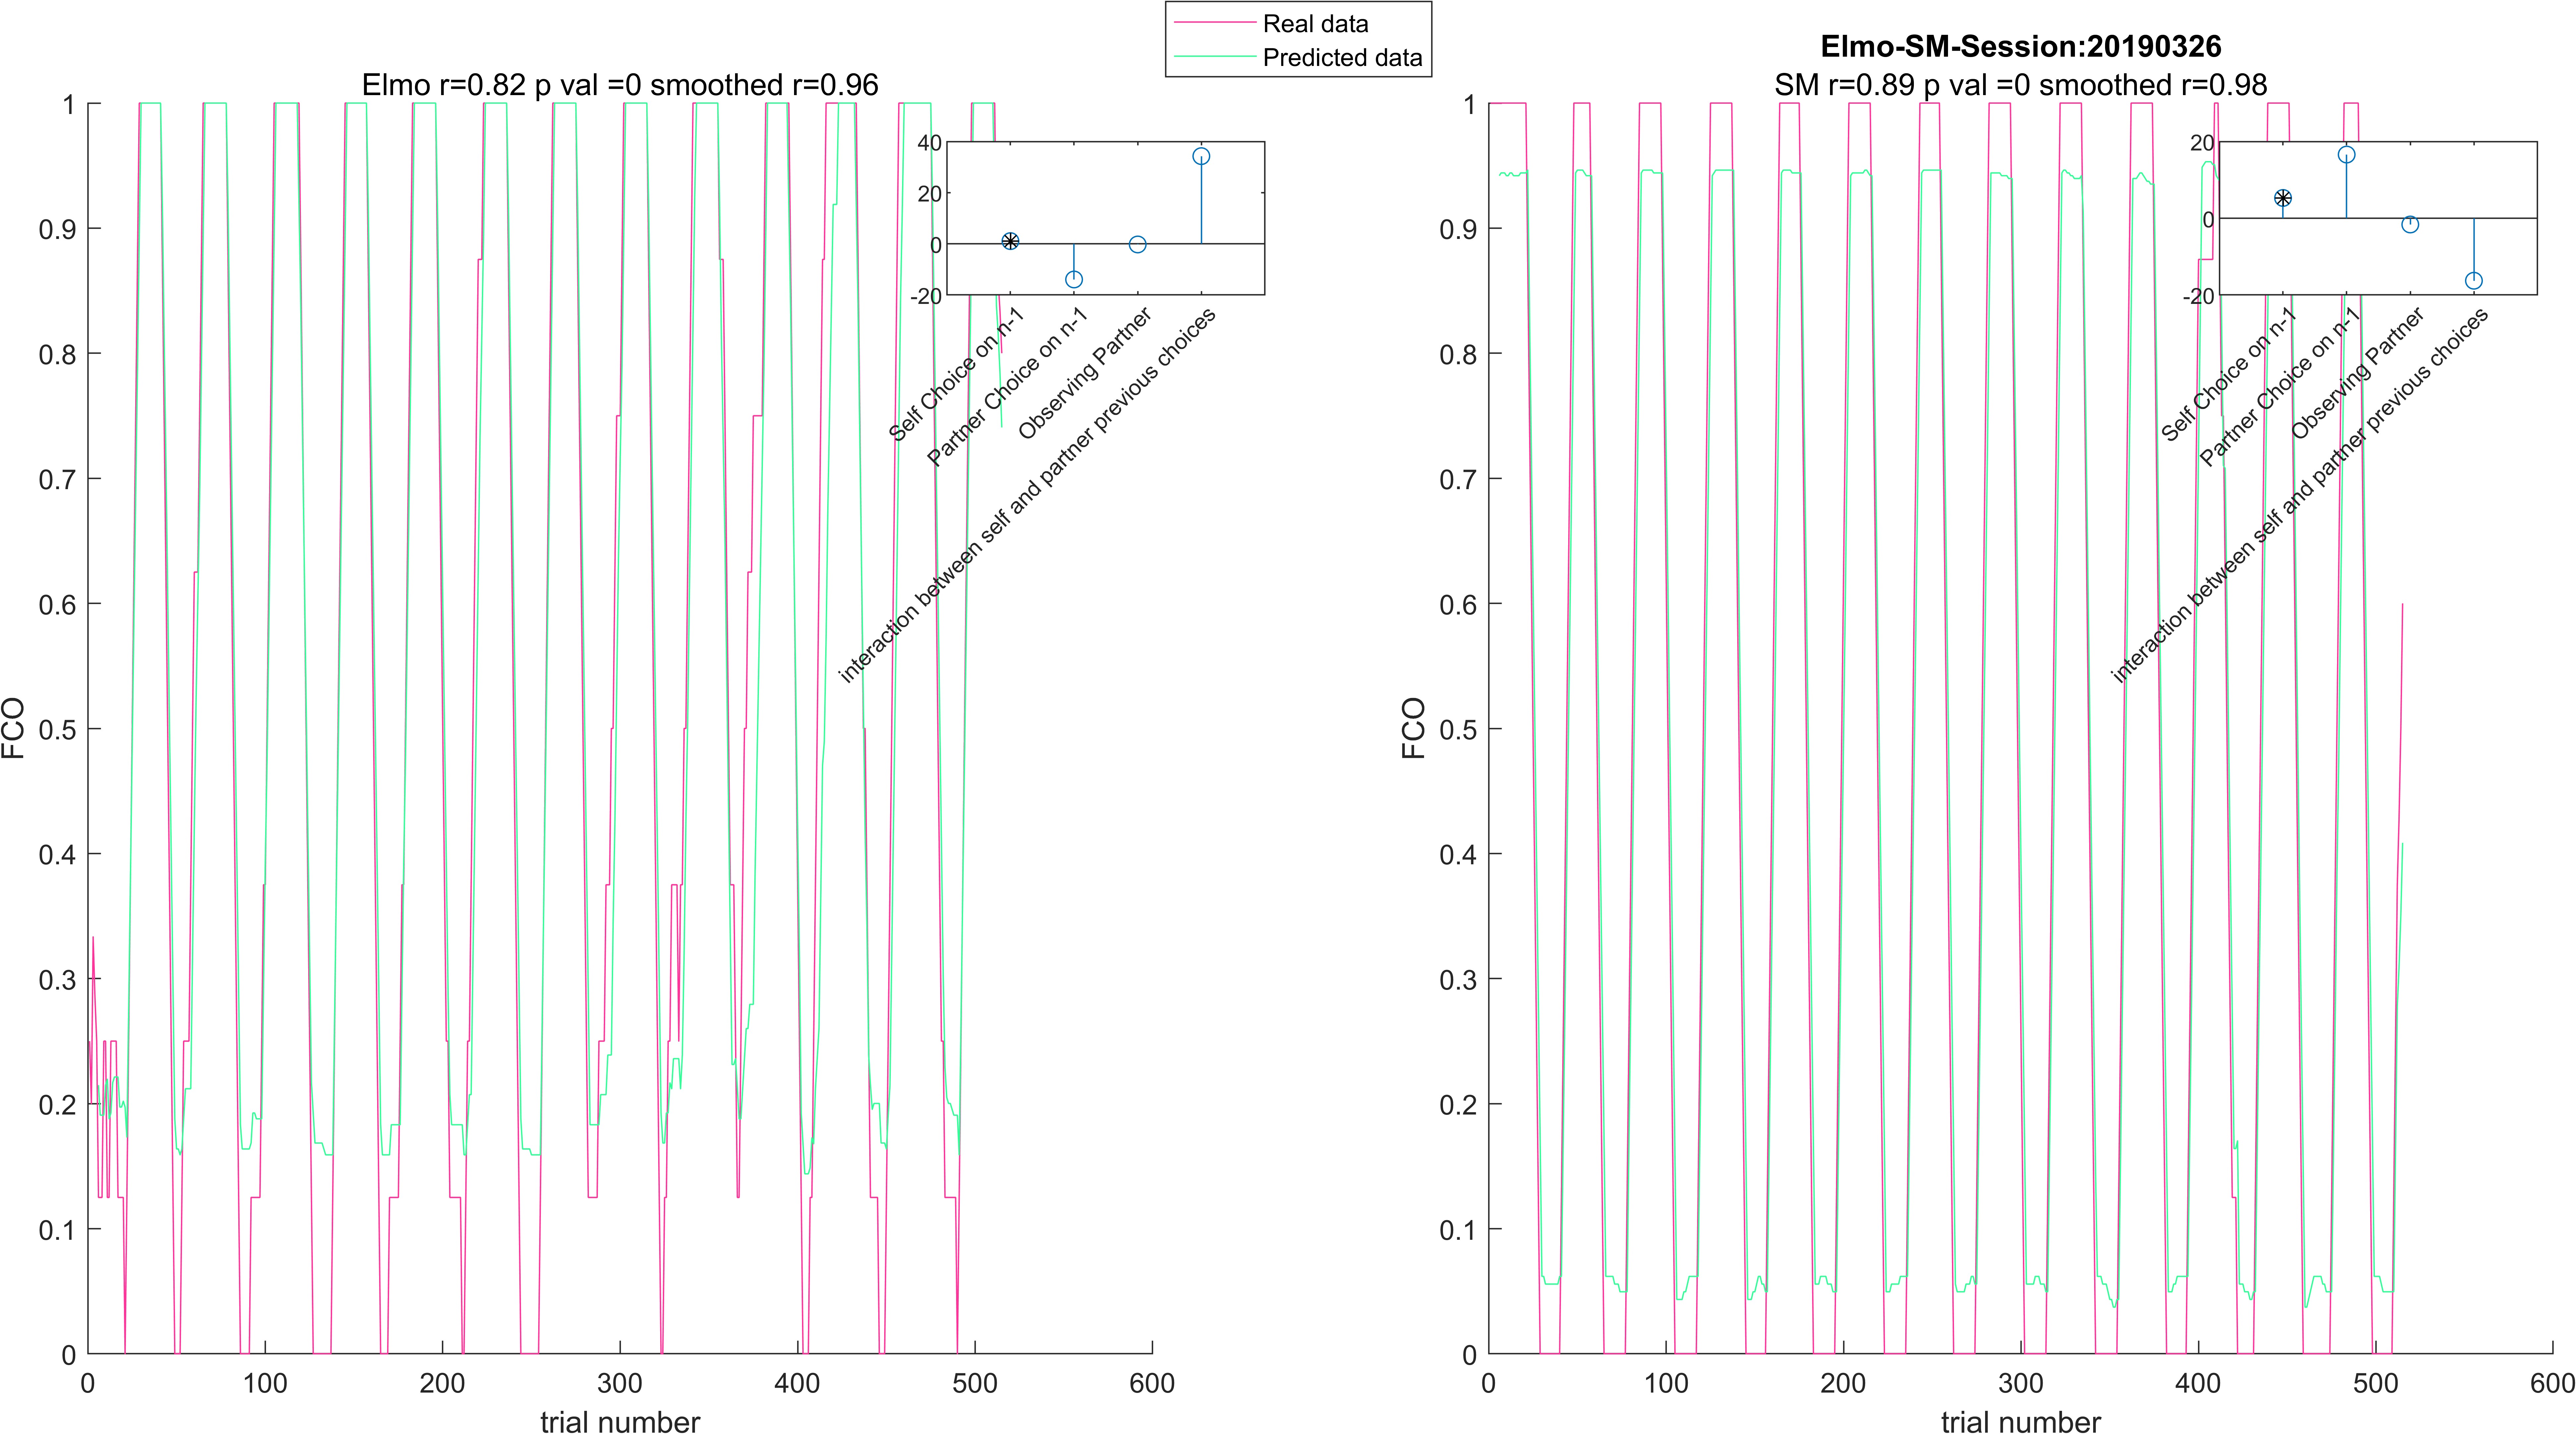 Real data
Predicted data
Elmo r=0.82 p val =0 smoothed r=0.96
1
0.9
0.8
0.7
0.6
0.5
0.4
0.3
0.2
0.1
0
FCO
0
100
200
300
400
500
600
trial number
40
20
0
-20
Self Choice on n-1
Partner Choice on n-1
Observing Partner
interaction between self and partner previous choices
Elmo-SM-Session:20190326
SM r=0.89 p val =0 smoothed r=0.98
1
0.9
0.8
0.7
0.6
0.5
0.4
0.3
0.2
0.1
0
FCO
0
100
200
300
400
500
600
trial number
20
0
-20
Self Choice on n-1
Partner Choice on n-1
Observing Partner
interaction between self and partner previous choices